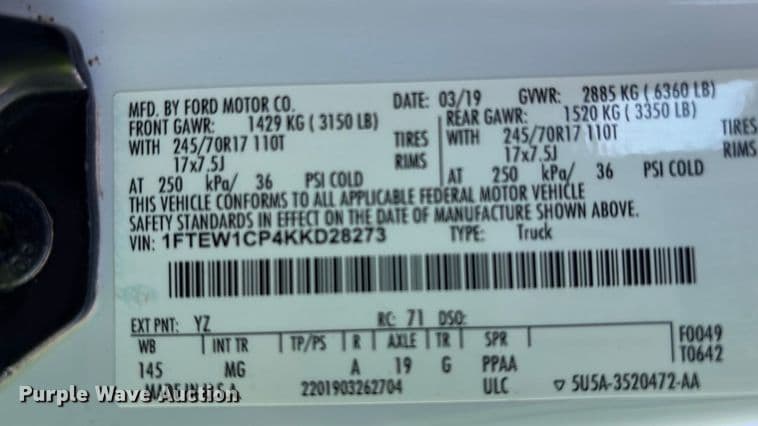 MFD. BY FORD MOTOR CO. DATE: 03/19 GVWR: 2885 KG ( 6360 LB)
FRONT GAWR: 1429 KG ( 3150 LB) REAR GAWR: 1520 KG ( 3350 LB)
WITH 245/70R17 110T TIRES WITH 245/70R17 110T TIRES
17x7.5J RIMS 17x7.5J RIMS
AT 250 kPa/ 36 PSI COLD AT 250 kPa/ 36 PSI COLD
THIS VEHICLE CONFORMS TO ALL APPLICABLE FEDERAL MOTOR VEHICLE
SAFETY STANDARDS IN EFFECT ON THE DATE OF MANUFACTURE SHOWN ABOVE.
VIN: 1FTEW1CP4KKD28273 TYPE: Truck
EXT PNT: YZ RC: 71 DSO:
WB INT TR TP/PS R AXLE TR SPR F0049
145 MG A 19 G PPAA T0642
MADE IN U.S.A. 2201903262704 ULC ▽ 5U5A-3520472-AA
Purple Wave Auction